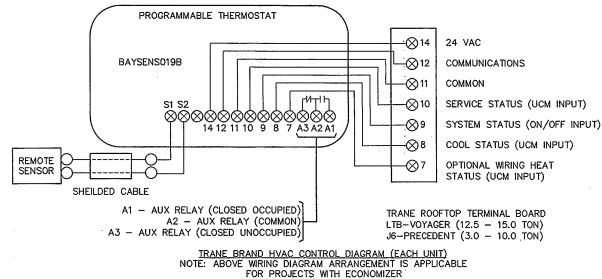 PROGRAMMABLE THERMOSTAT
BAYSENS019B
S1 S2
14 12 11 10 9 8 7 A3 A2 A1
14 24 VAC
12 COMMUNICATIONS
11 COMMON
10 SERVICE STATUS (UCM INPUT)
9 SYSTEM STATUS (ON/OFF INPUT)
8 COOL STATUS (UCM INPUT)
7 OPTIONAL WIRING HEAT
STATUS (UCM INPUT)
REMOTE
SENSOR
SHEILDED CABLE
A1 - AUX RELAY (CLOSED OCCUPIED)
A2 - AUX RELAY (COMMON)
A3 - AUX RELAY (CLOSED UNOCCUPIED)
TRANE ROOFTOP TERMINAL BOARD
LTB-VOYAGER (12.5 - 15.0 TON)
J6-PRECEDENT (3.0 - 10.0 TON)
TRANE BRAND HVAC CONTROL DIAGRAM (EACH UNIT)
NOTE: ABOVE WIRING DIAGRAM ARRANGEMENT IS APPLICABLE
FOR PROJECTS WITH ECONOMIZER